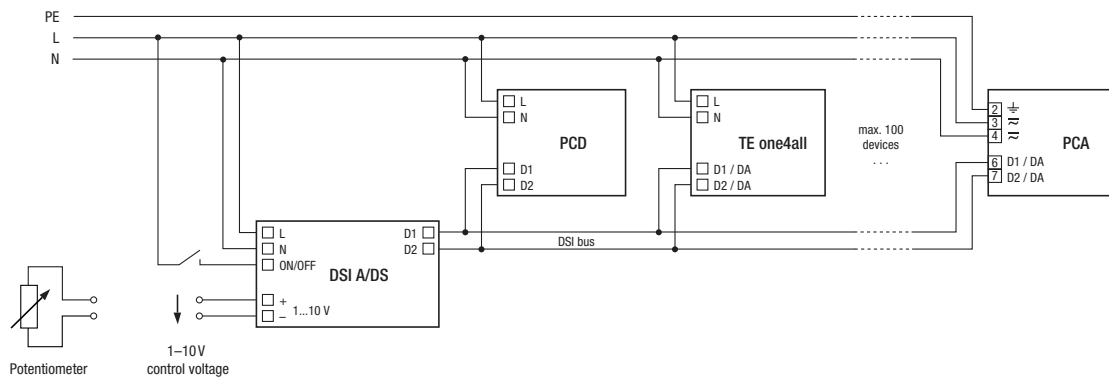 PE
L
N
L
N
PCD
D1
D2
L
N
TE one4all
D1 / DA
D2 / DA
max. 100
devices
. . .
2
3
4
PCA
6 D1 / DA
7 D2 / DA
L
N
ON/OFF
D1
D2
DSI A/DS
+
–
1...10 V
DSI bus
Potentiometer
1–10 V
control voltage